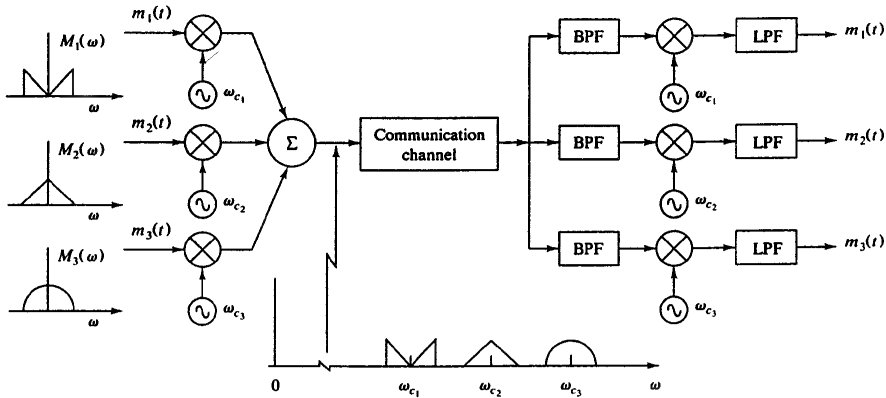 m₁(t)
M₁(ω)
ω
ω_c₁
m₂(t)
M₂(ω)
ω
ω_c₂
m₃(t)
M₃(ω)
ω
ω_c₃
Σ
Communication
channel
BPF
LPF
m₁(t)
ω_c₁
BPF
LPF
m₂(t)
ω_c₂
BPF
LPF
m₃(t)
ω_c₃
0
ω_c₁
ω_c₂
ω_c₃
ω